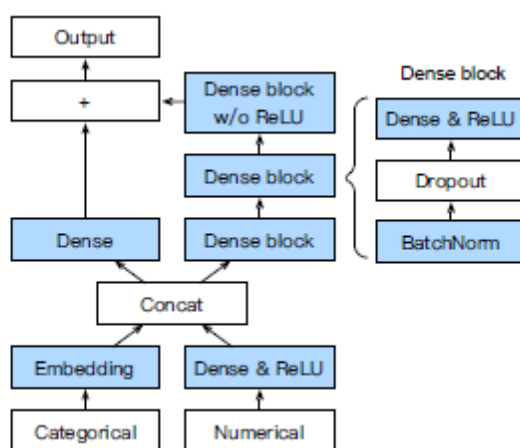 Output
+
Dense block
w/o ReLU
Dense block
Dense & ReLU
Dense block
Dropout
Dense
Dense block
BatchNorm
Concat
Embedding
Dense & ReLU
Categorical
Numerical